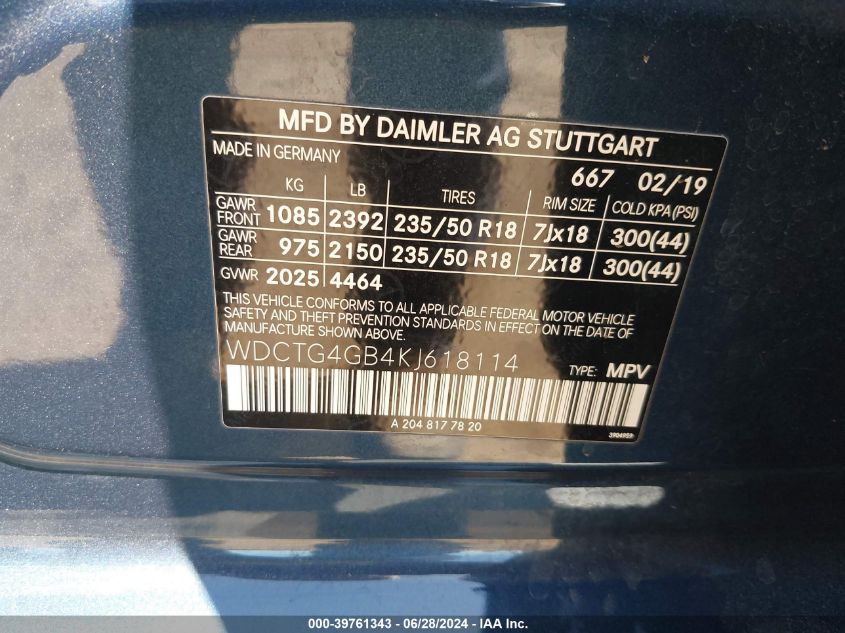 MFD BY DAIMLER AG STUTTGART
MADE IN GERMANY
667 02/19
KG LB TIRES RIM SIZE COLD KPA (PSI)
GAWR FRONT 1085 2392 235/50 R18 7Jx18 300(44)
GAWR REAR 975 2150 235/50 R18 7Jx18 300(44)
GVWR 2025 4464
THIS VEHICLE CONFORMS TO ALL APPLICABLE FEDERAL MOTOR VEHICLE
SAFETY AND THEFT PREVENTION STANDARDS IN EFFECT ON THE DATE OF
MANUFACTURE SHOWN ABOVE.
WDCTG4GB4KJ618114 TYPE: MPV
A 204 817 78 20
3904959
000-39761343 - 06/28/2024 - IAA Inc.